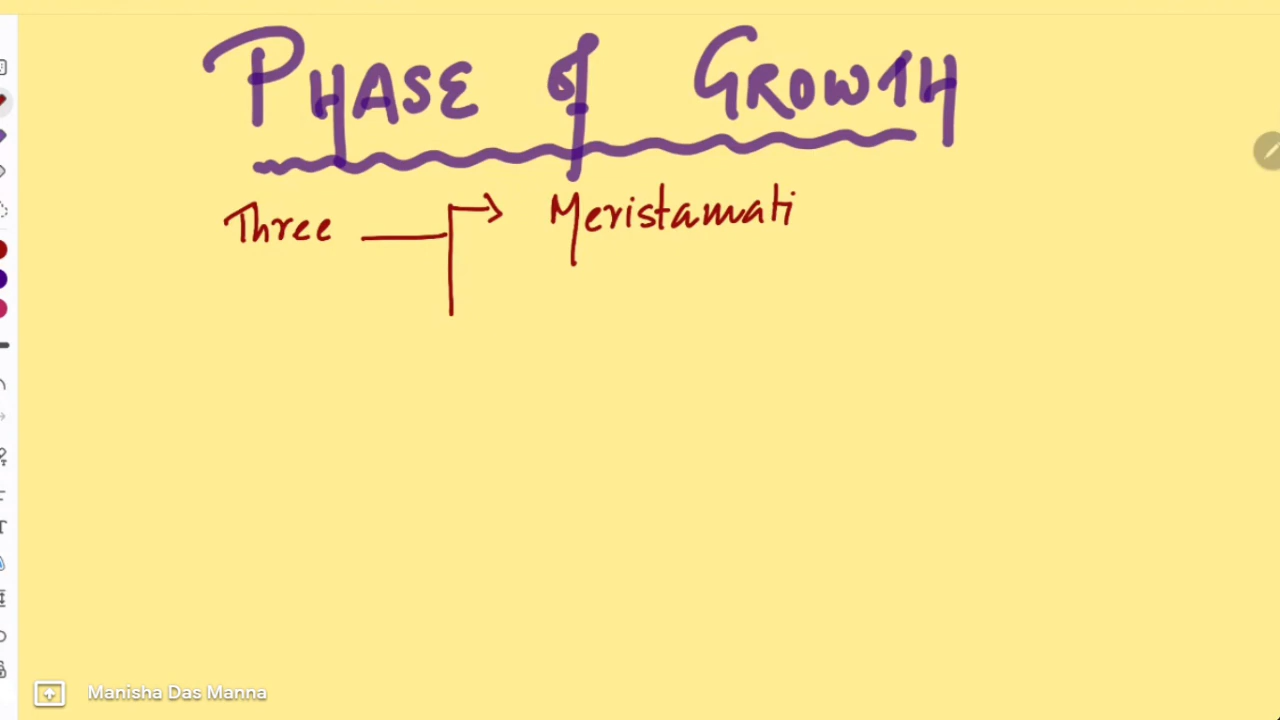 PHASE of GROWTH
Three → Meristamati
Manisha Das Manna